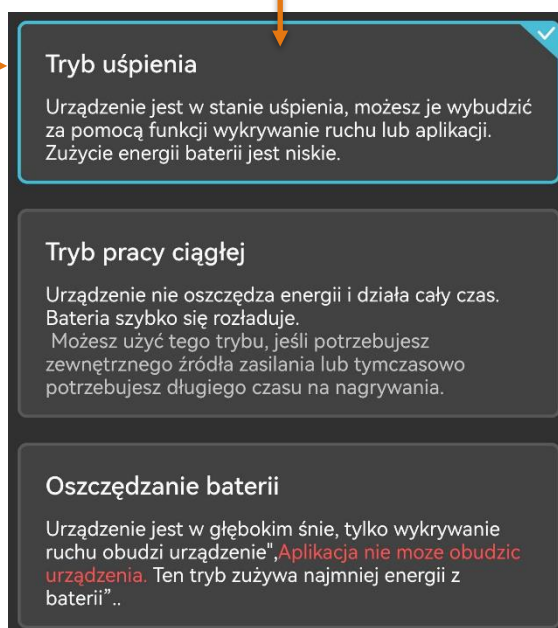 Tryb uśpienia
Urządzenie jest w stanie uśpienia, możesz je wybudzić
za pomocą funkcji wykrywanie ruchu lub aplikacji.
Zużycie energii baterii jest niskie.
Tryb pracy ciągłej
Urządzenie nie oszczędza energii i działa cały czas.
Bateria szybko się rozładuje.
Możesz użyć tego trybu, jeśli potrzebujesz
zewnętrznego źródła zasilania lub tymczasowo
potrzebujesz długiego czasu na nagrywania.
Oszczędzanie baterii
Urządzenie jest w głębokim śnie, tylko wykrywanie
ruchu obudzi urządzenie",Aplikacja nie moze obudzic
urządzenia. Ten tryb zużywa najmniej energii z
baterii”..